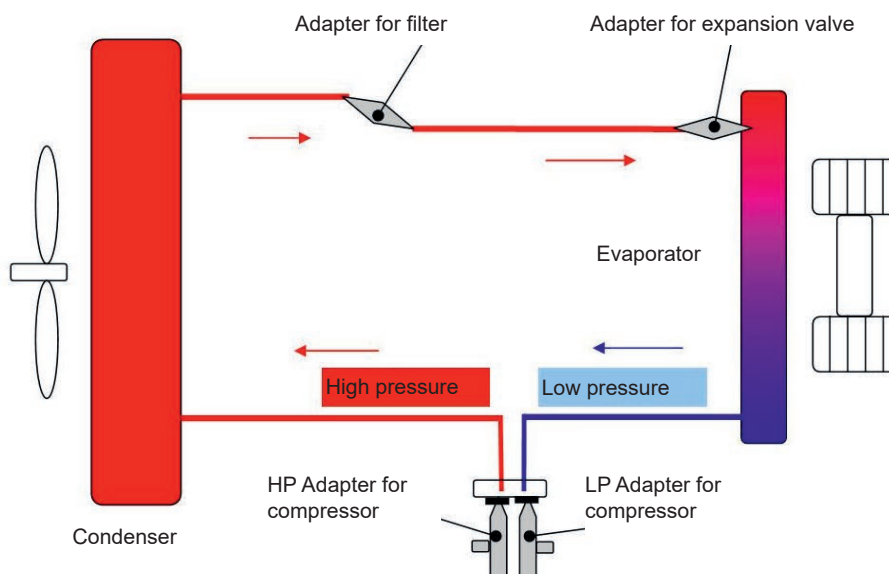 Adapter for filter
Adapter for expansion valve
Evaporator
High pressure
Low pressure
HP Adapter for
compressor
LP Adapter for
compressor
Condenser